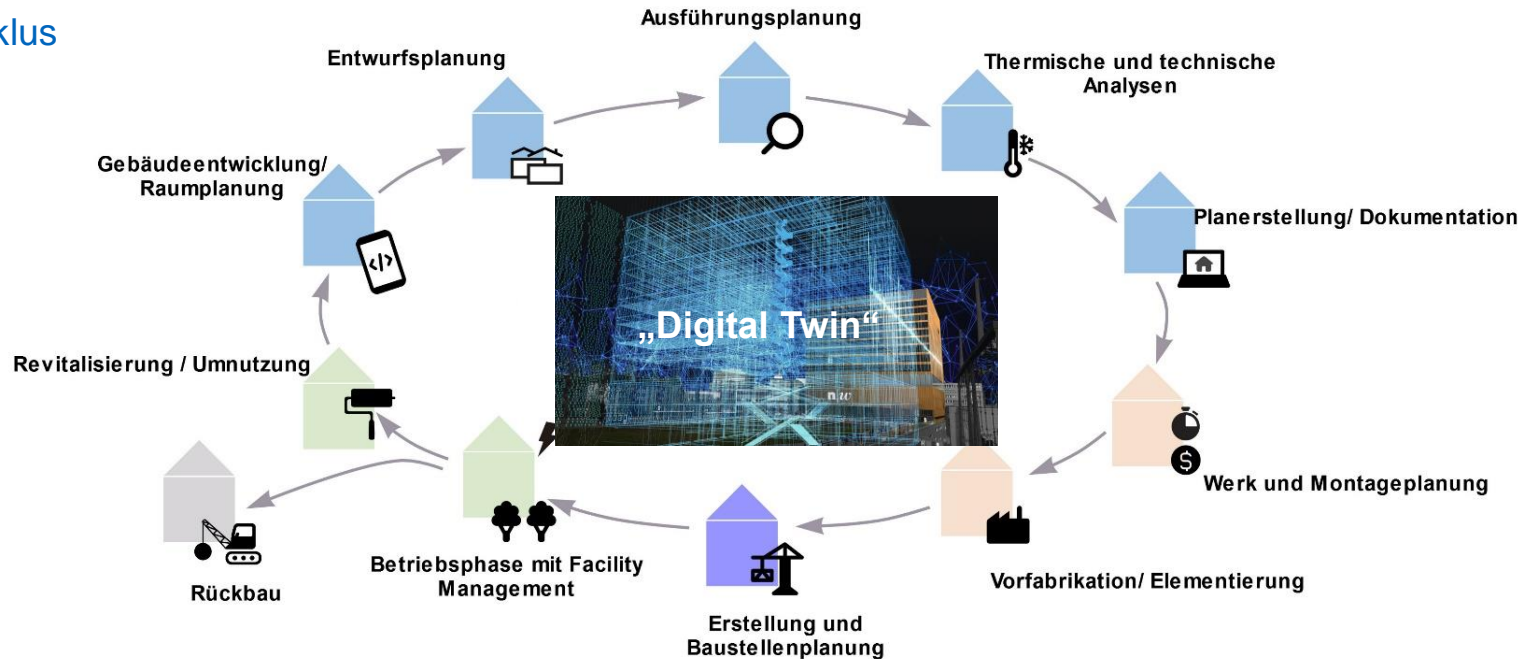 klus
Ausführungsplanung
Entwurfsplanung
Thermische und technische
Analysen
Gebäudeentwicklung/
Raumplanung
</>
Planerstellung/ Dokumentation
„Digital Twin“
n|w
Revitalisierung / Umnutzung
$
Werk und Montageplanung
Vorfabrikation/ Elementierung
Betriebsphase mit Facility
Management
Rückbau
Erstellung und
Baustellenplanung